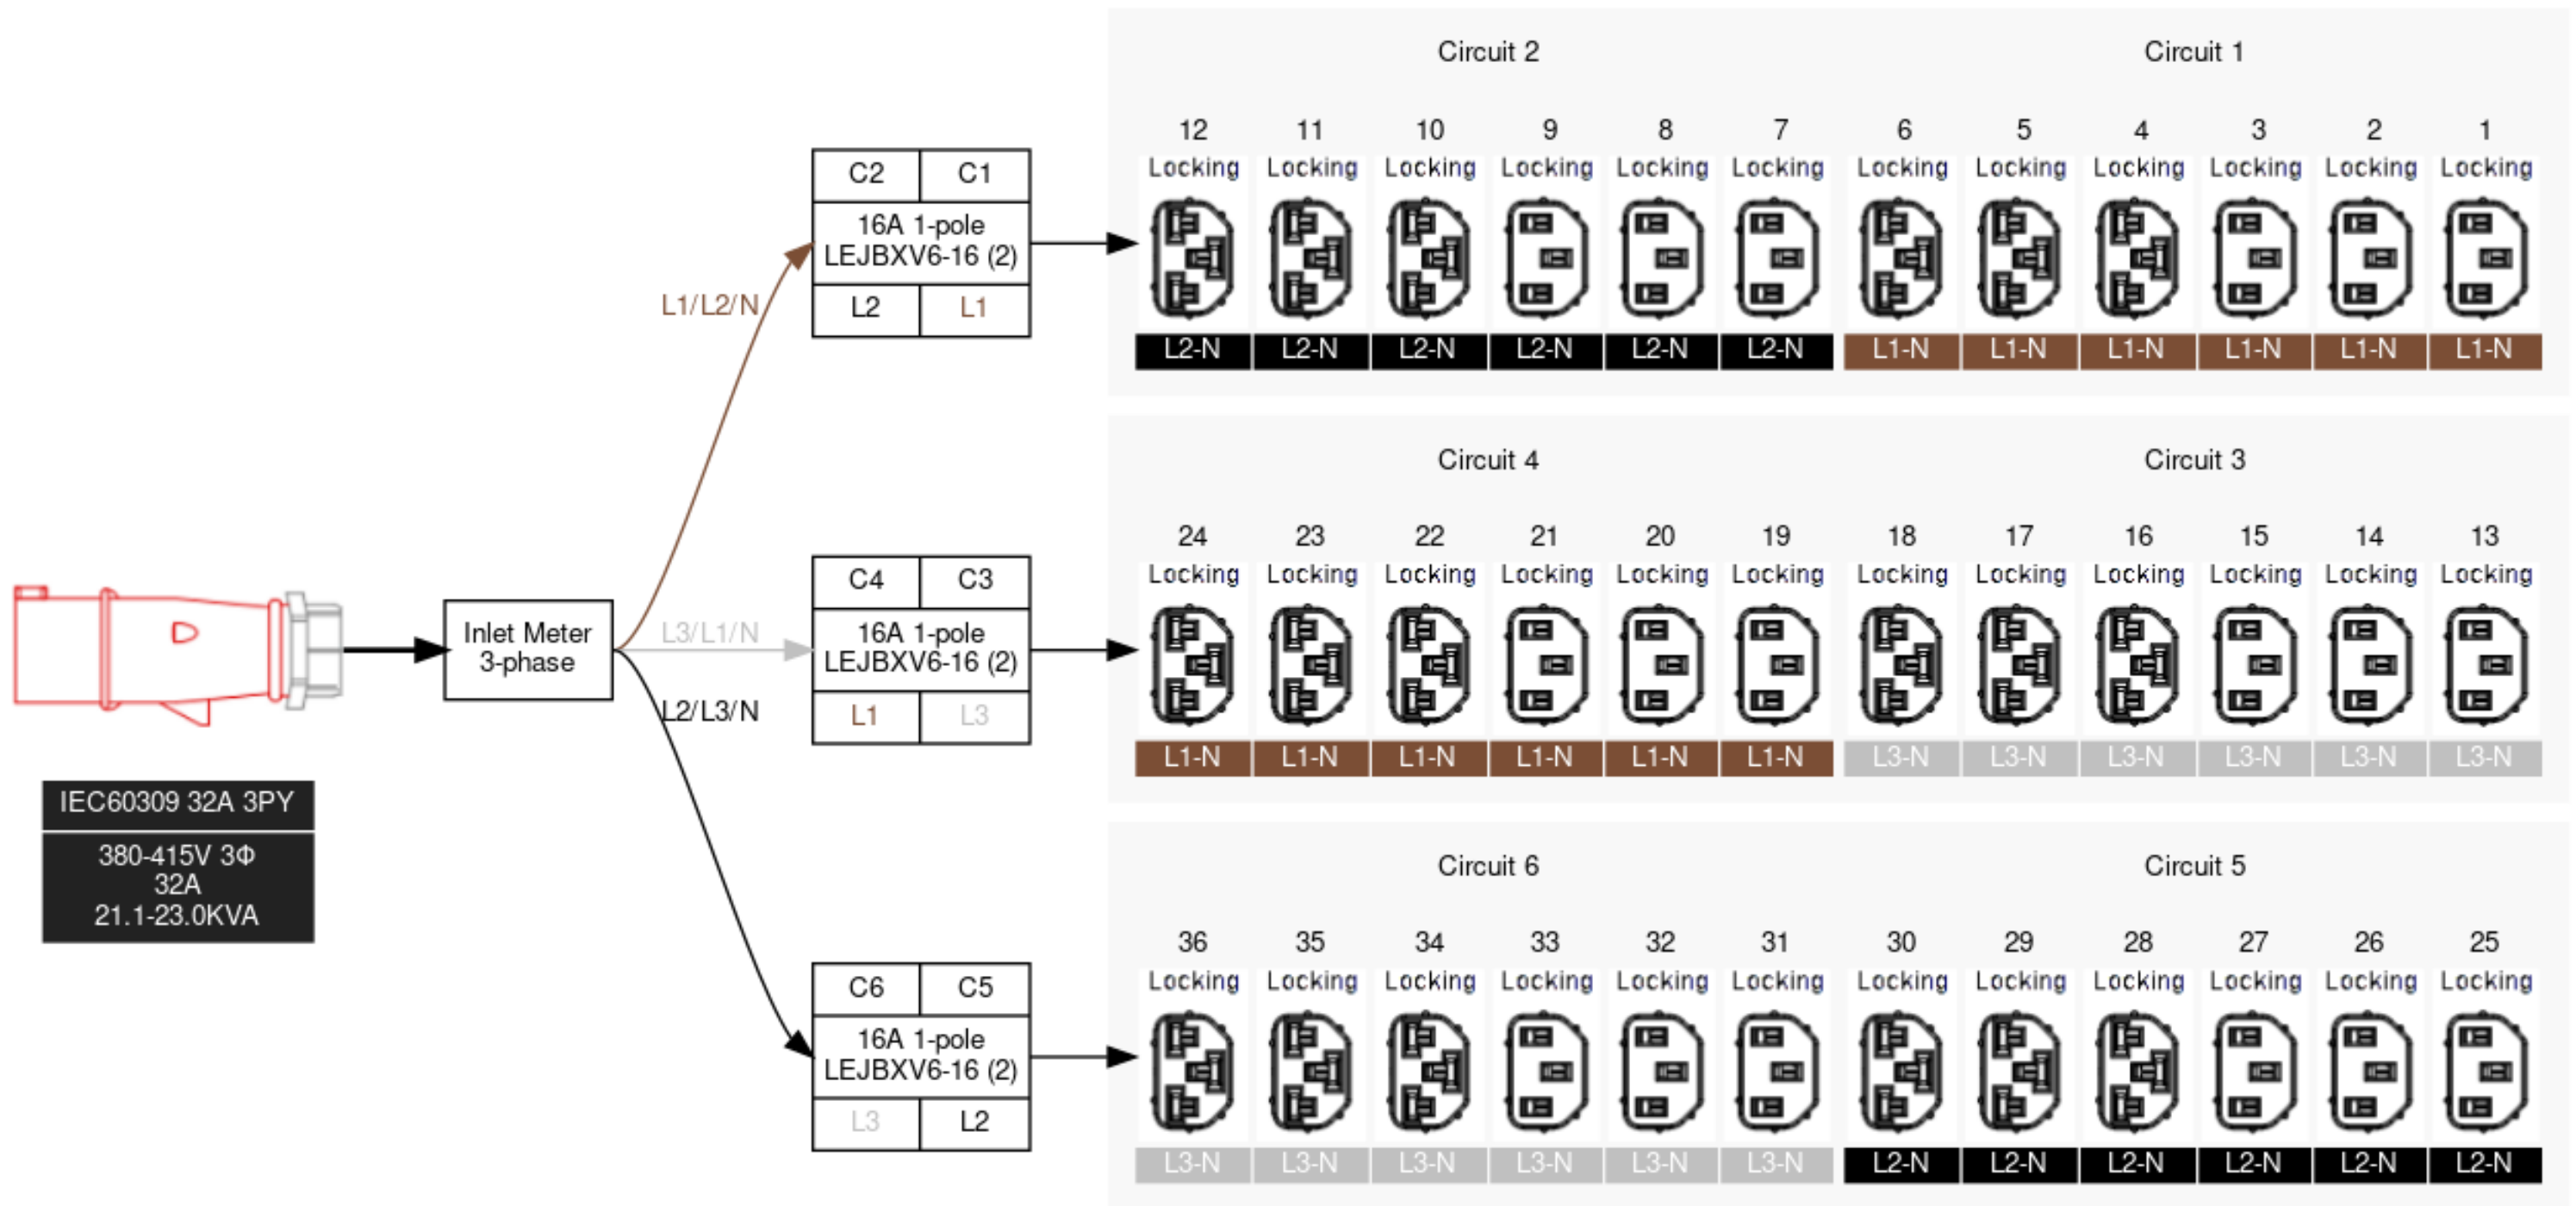 Circuit 2 Circuit 1
12 11 10 9 8 7 6 5 4 3 2 1
Locking Locking Locking Locking Locking Locking Locking Locking Locking Locking Locking Locking
C2 C1
16A 1-pole
LEJBXV6-16 (2)
L2 L1
L1/L2/N
L2-N L2-N L2-N L2-N L2-N L2-N L1-N L1-N L1-N L1-N L1-N L1-N
Circuit 4 Circuit 3
24 23 22 21 20 19 18 17 16 15 14 13
Locking Locking Locking Locking Locking Locking Locking Locking Locking Locking Locking Locking
C4 C3
16A 1-pole
LEJBXV6-16 (2)
L1 L3
Inlet Meter
3-phase
L3/L1/N
L2/L3/N
L1-N L1-N L1-N L1-N L1-N L1-N L3-N L3-N L3-N L3-N L3-N L3-N
IEC60309 32A 3PY
380-415V 3Φ
32A
21.1-23.0KVA
Circuit 6 Circuit 5
36 35 34 33 32 31 30 29 28 27 26 25
Locking Locking Locking Locking Locking Locking Locking Locking Locking Locking Locking Locking
C6 C5
16A 1-pole
LEJBXV6-16 (2)
L3 L2
L3-N L3-N L3-N L3-N L3-N L3-N L2-N L2-N L2-N L2-N L2-N L2-N